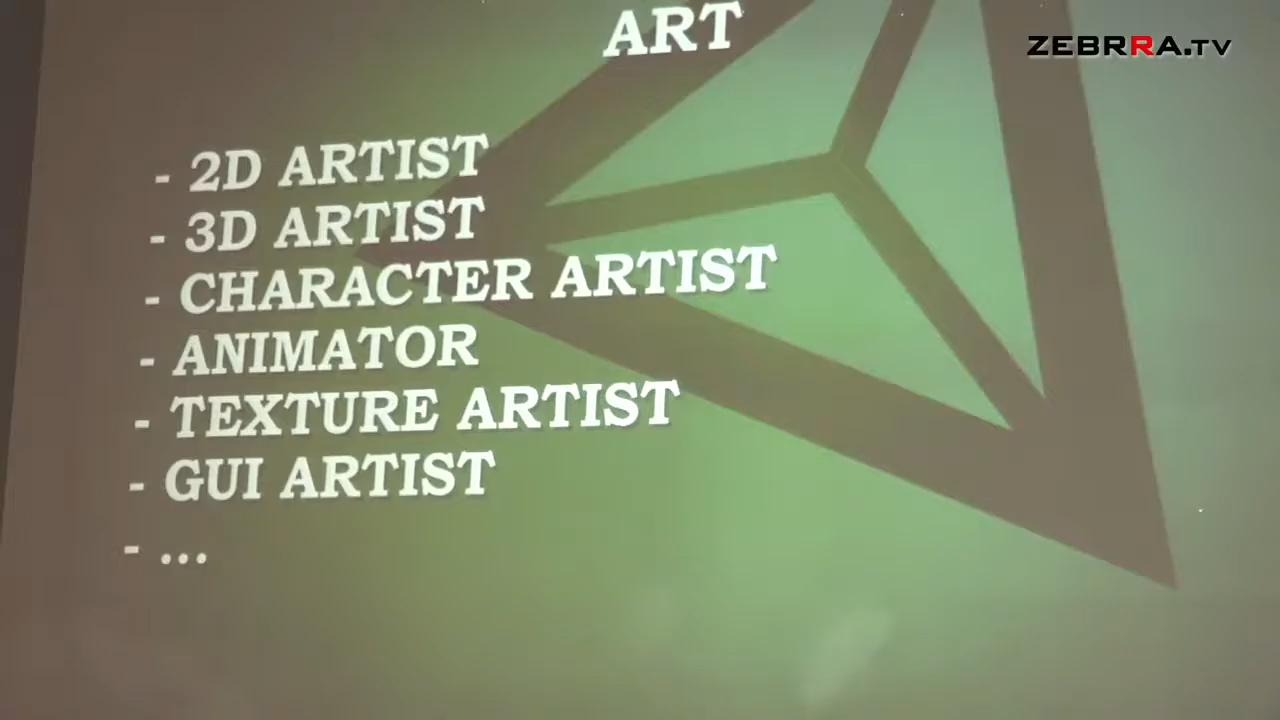 ART
ZEBRRA.TV
- 2D ARTIST
- 3D ARTIST
- CHARACTER ARTIST
- ANIMATOR
- TEXTURE ARTIST
- GUI ARTIST
- ...